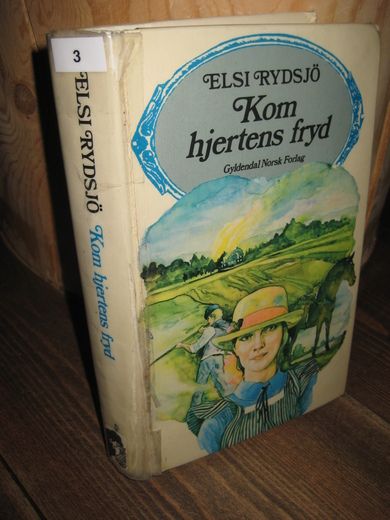 3
ELSI RYDSJÖ Kom hjertens fryd
ELSI RYDSJÖ
Kom
hjertens fryd
Gyldendal Norsk Forlag